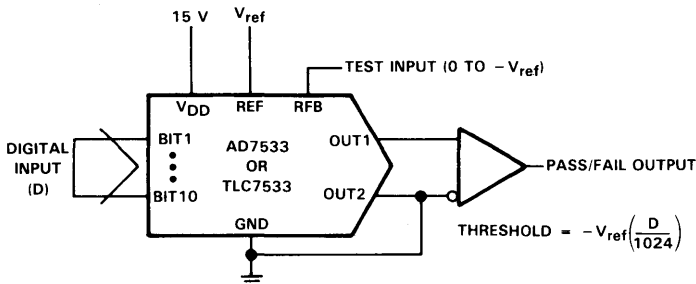 15 V
Vref
TEST INPUT (0 TO − Vref)
VDD
REF
RFB
DIGITAL
INPUT
(D)
BIT1
BIT10
AD7533
OR
TLC7533
OUT1
OUT2
GND
PASS/FAIL OUTPUT
THRESHOLD = −Vref(D/1024)